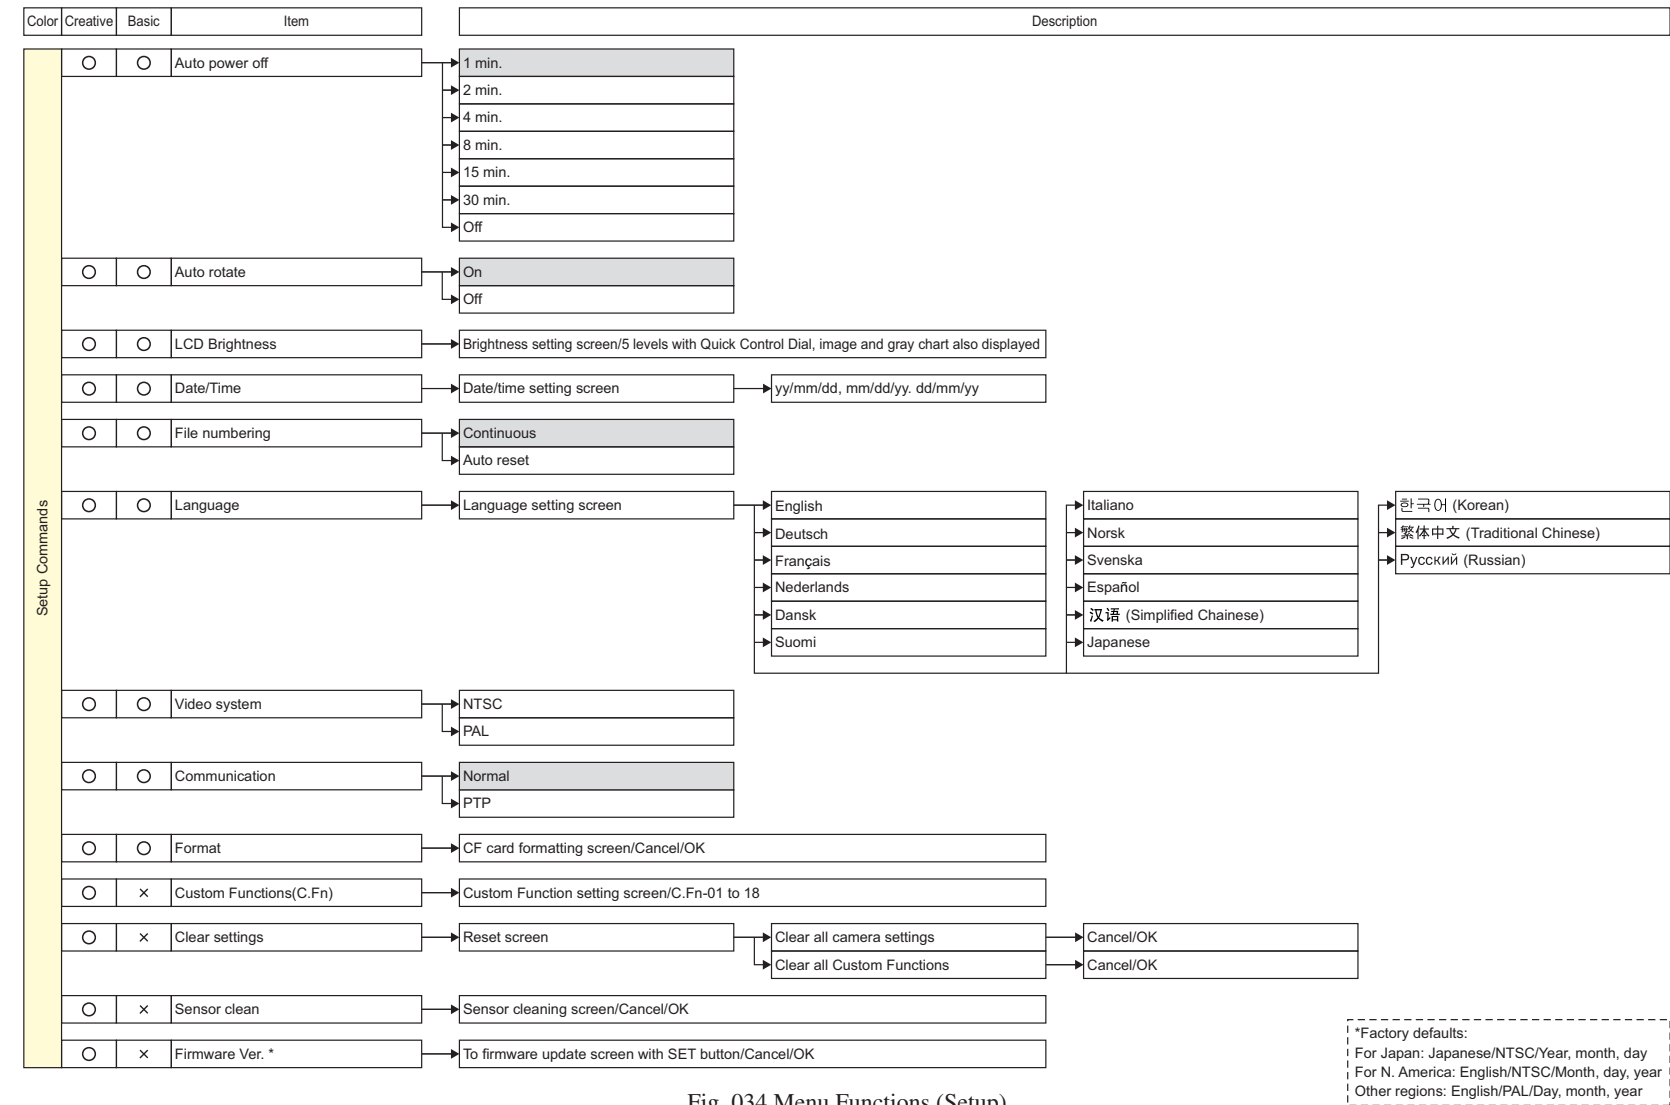 Color Creative Basic Item Description
Setup Commands
○ ○ Auto power off 1 min.
2 min.
4 min.
8 min.
15 min.
30 min.
Off
○ ○ Auto rotate On
Off
○ ○ LCD Brightness Brightness setting screen/5 levels with Quick Control Dial, image and gray chart also displayed
○ ○ Date/Time Date/time setting screen yy/mm/dd, mm/dd/yy. dd/mm/yy
○ ○ File numbering Continuous
Auto reset
○ ○ Language Language setting screen English Italiano 한국어 (Korean)
Deutsch Norsk 繁体中文 (Traditional Chinese)
Français Svenska Русский (Russian)
Nederlands Español
Dansk 汉语 (Simplified Chainese)
Suomi Japanese
○ ○ Video system NTSC
PAL
○ ○ Communication Normal
PTP
○ ○ Format CF card formatting screen/Cancel/OK
○ × Custom Functions(C.Fn) Custom Function setting screen/C.Fn-01 to 18
○ × Clear settings Reset screen Clear all camera settings Cancel/OK
Clear all Custom Functions Cancel/OK
○ × Sensor clean Sensor cleaning screen/Cancel/OK
○ × Firmware Ver. * To firmware update screen with SET button/Cancel/OK
*Factory defaults:
For Japan: Japanese/NTSC/Year, month, day
For N. America: English/NTSC/Month, day, year
Other regions: English/PAL/Day, month, year
Fig. 034 Menu Functions (Setup)